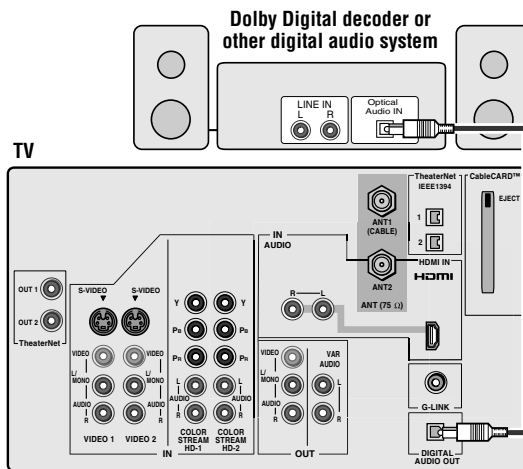 Dolby Digital decoder or
other digital audio system
LINE IN
L R
Optical
Audio IN
TV
TheaterNet
IEEE1394
CableCARD™
EJECT
ANT1
(CABLE)
1
2
IN
AUDIO
HDMI IN
HDMI
ANT2
ANT (75 Ω)
OUT 1
OUT 2
TheaterNet
S-VIDEO S-VIDEO
Y Y
PB PB
PR PR
R L
VIDEO VIDEO
L/
MONO
L/
MONO
AUDIO AUDIO
R R
L L
AUDIO AUDIO
R R
VIDEO 1 VIDEO 2
COLOR
STREAM
HD-1
COLOR
STREAM
HD-2
IN
VIDEO
L/
MONO
AUDIO
R
VAR
AUDIO
L
R
OUT
G-LINK
DIGITAL
AUDIO OUT